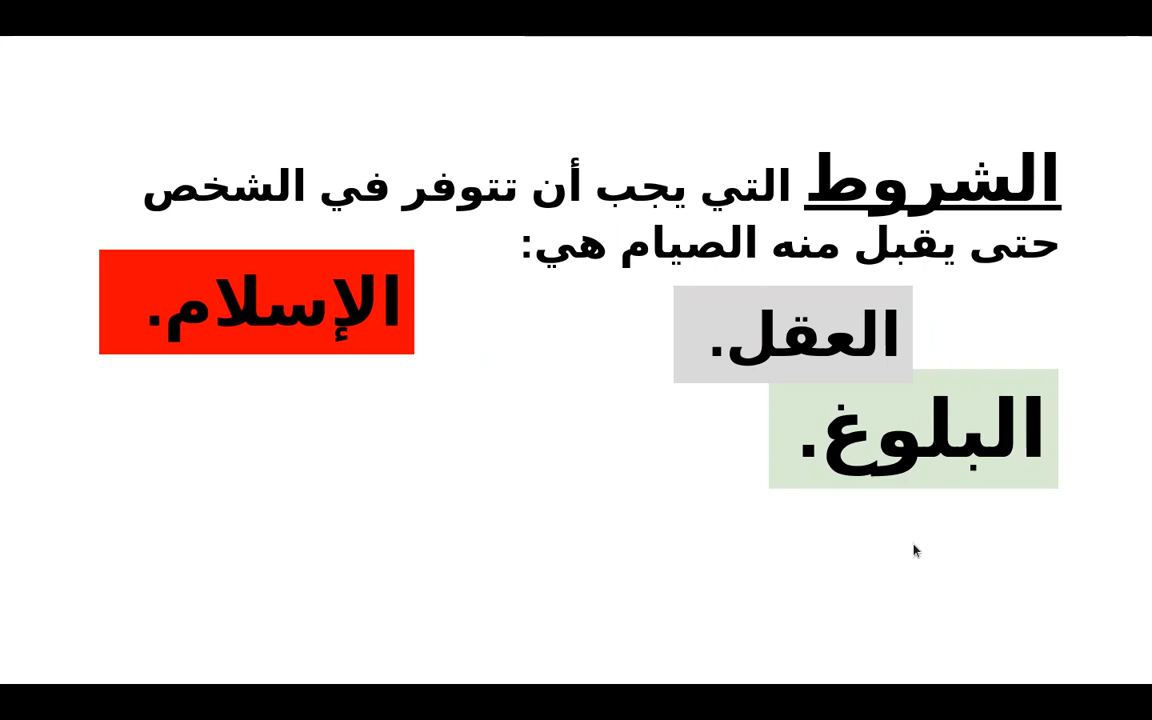 الشروط التي يجب أن تتوفر في الشخص
حتى يقبل منه الصيام هي:
الإسلام.
العقل.
البلوغ.